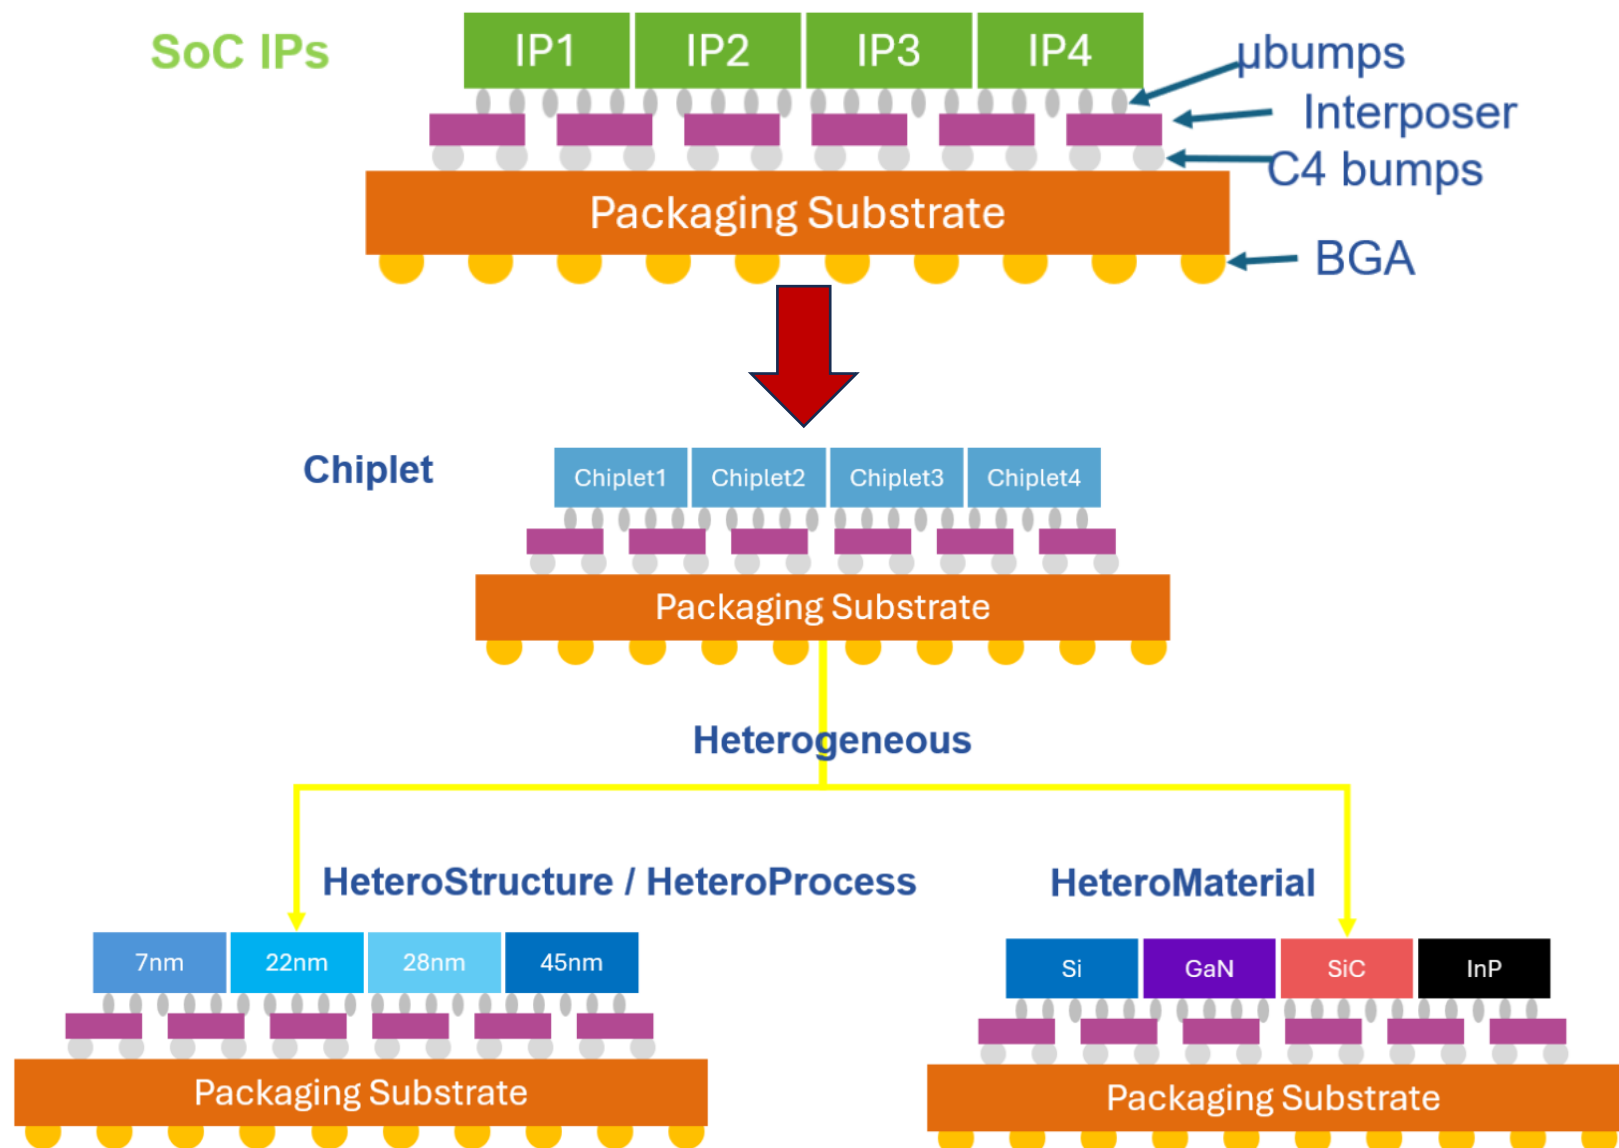 SoC IPs
IP1
IP2
IP3
IP4
µbumps
Interposer
C4 bumps
Packaging Substrate
BGA
Chiplet
Chiplet1
Chiplet2
Chiplet3
Chiplet4
Packaging Substrate
Heterogeneous
HeteroStructure / HeteroProcess
7nm
22nm
28nm
45nm
Packaging Substrate
HeteroMaterial
Si
GaN
SiC
InP
Packaging Substrate